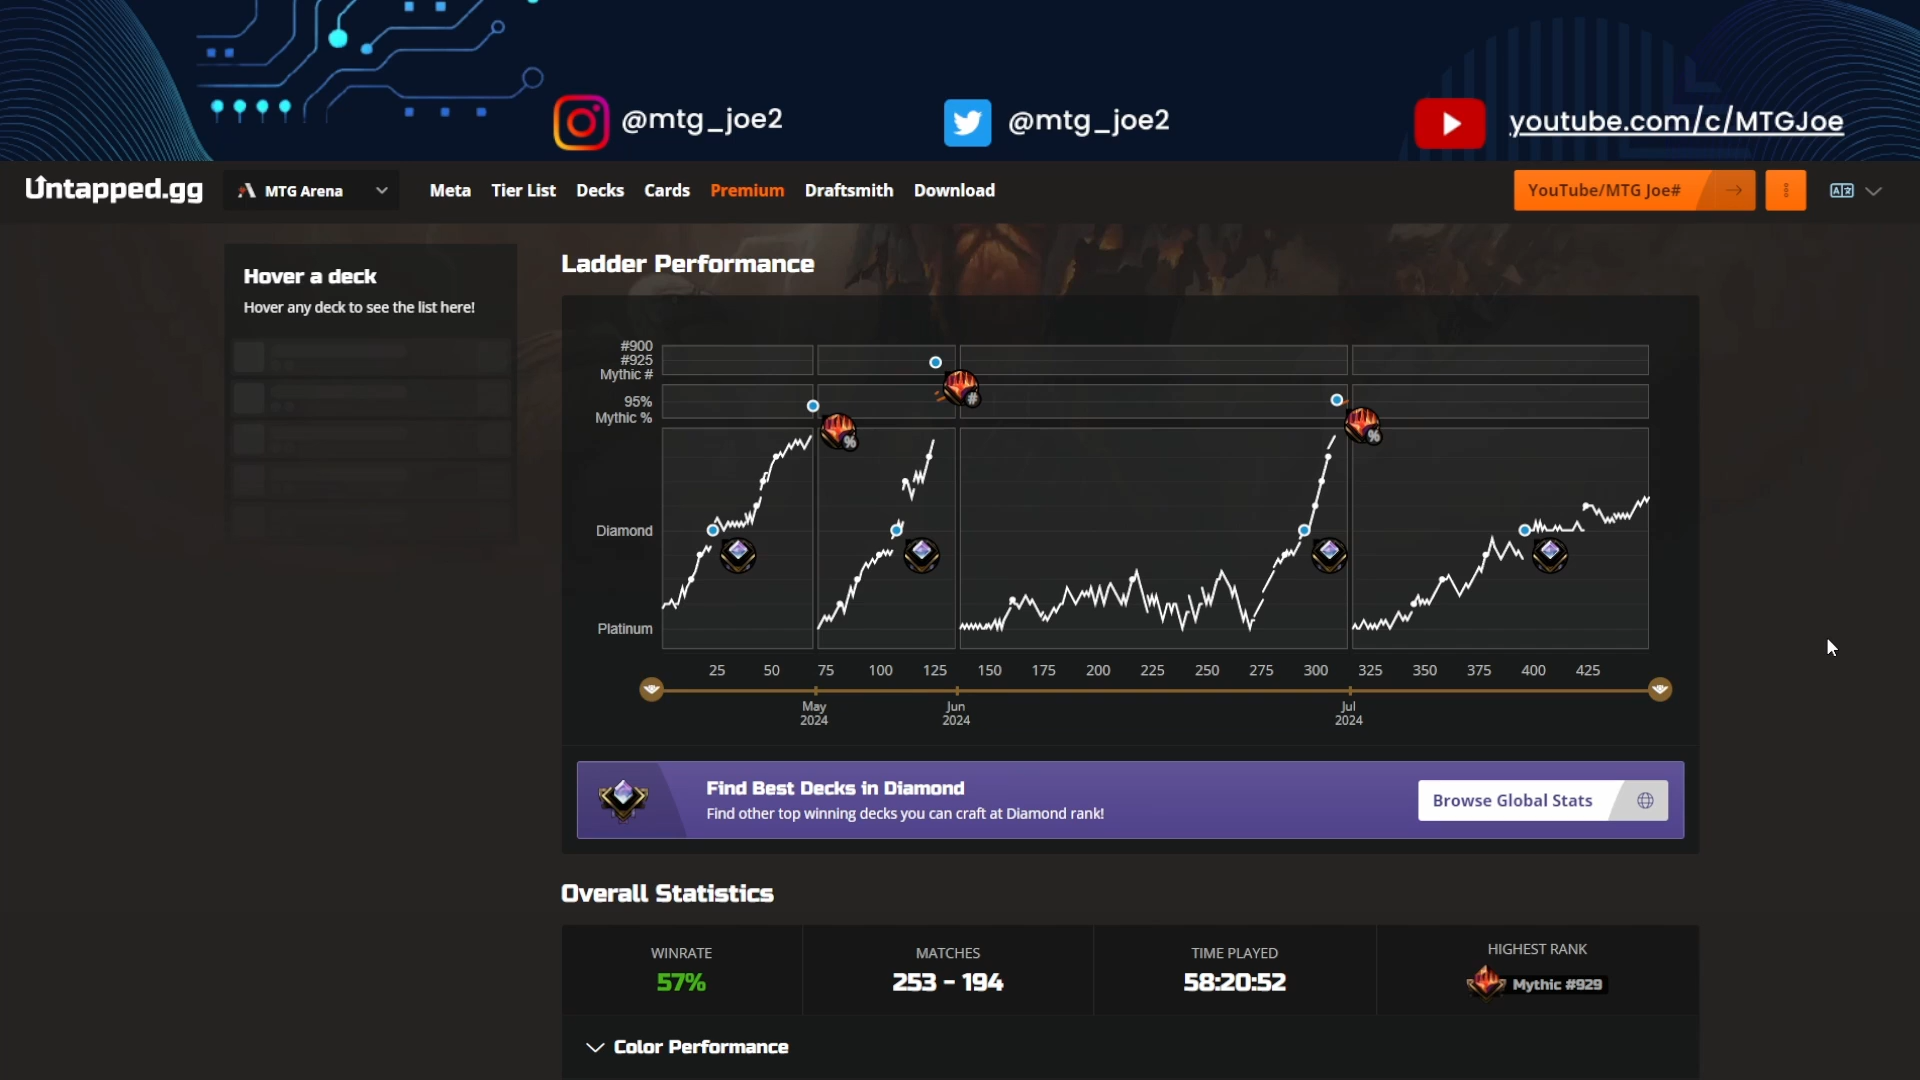 @mtg_joe2
@mtg_joe2
youtube.com/c/MTGJoe
Untapped.gg
MTG Arena
Meta
Tier List
Decks
Cards
Premium
Draftsmith
Download
YouTube/MTG Joe#
Hover a deck
Hover any deck to see the list here!
Ladder Performance
#900
#925
Mythic #
95%
Mythic %
Diamond
Platinum
%
#
%
25 50 75 100 125 150 175 200 225 250 275 300 325 350 375 400 425
May
2024
Jun
2024
Jul
2024
Find Best Decks in Diamond
Find other top winning decks you can craft at Diamond rank!
Browse Global Stats
Overall Statistics
WINRATE
57%
MATCHES
253 - 194
TIME PLAYED
58:20:52
HIGHEST RANK
Mythic #929
Color Performance